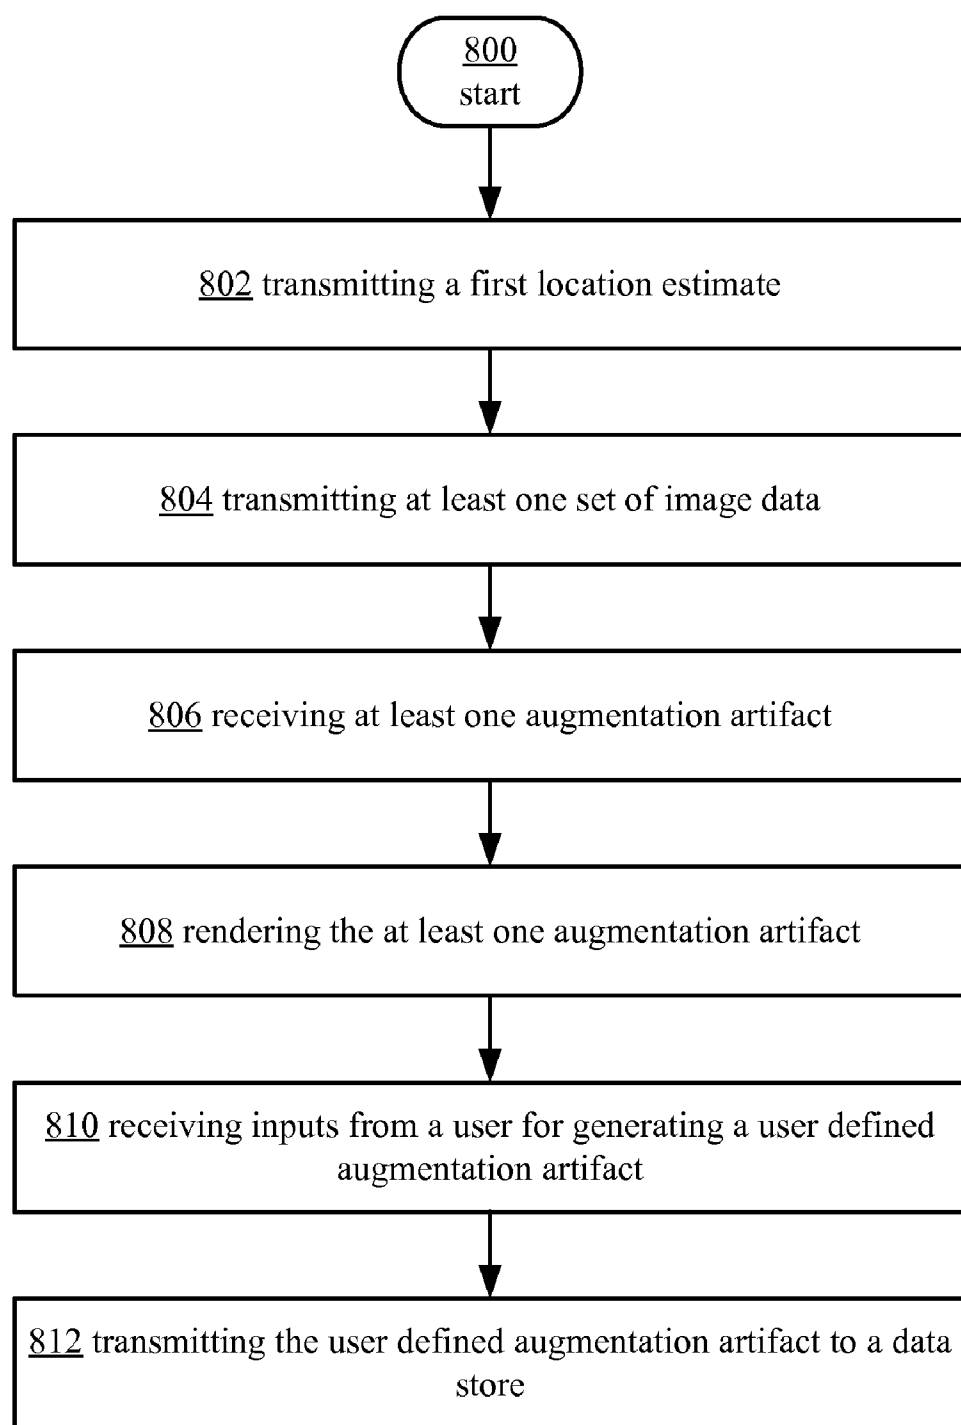 800
start
802 transmitting a first location estimate
804 transmitting at least one set of image data
806 receiving at least one augmentation artifact
808 rendering the at least one augmentation artifact
810 receiving inputs from a user for generating a user defined
augmentation artifact
812 transmitting the user defined augmentation artifact to a data
store